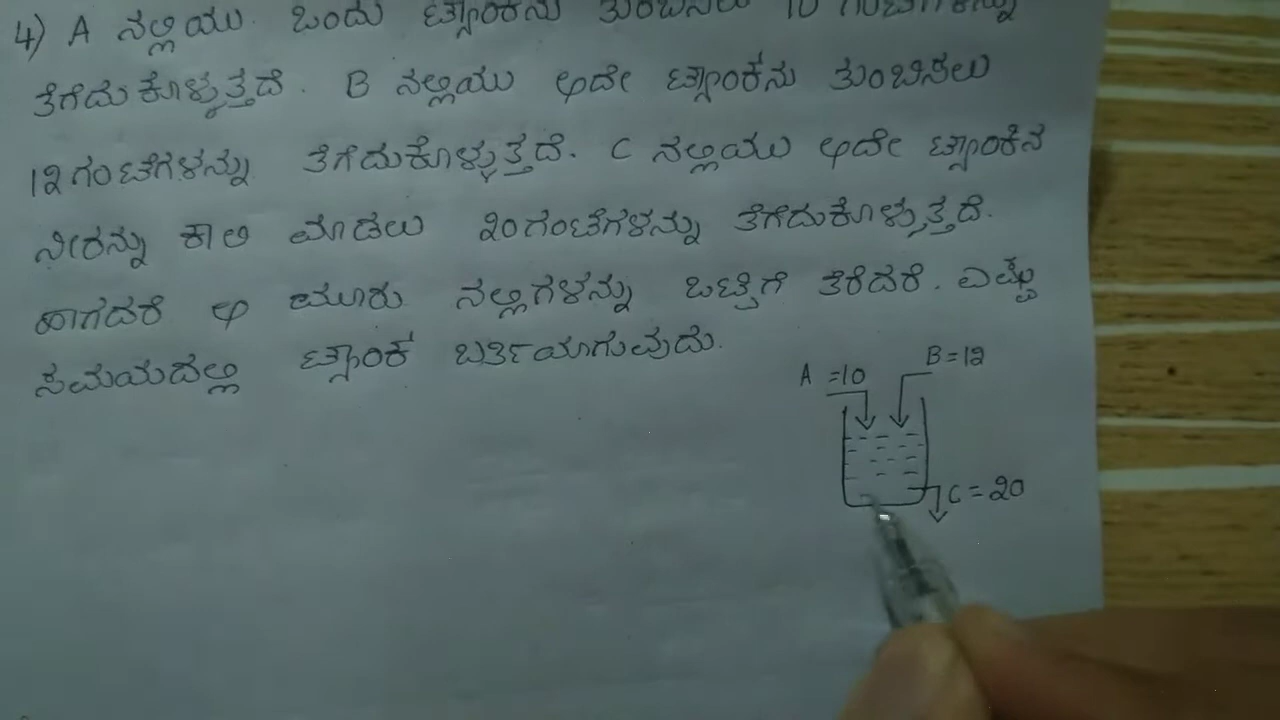 4) A ನಲ್ಲಿಯು ಒಂದು ಟ್ಯಾಂಕನು ತುಂಬಿಸಲು 10 ಗಂಟೆಗಳನ್ನು
ತೆಗೆದುಕೊಳ್ಳುತ್ತದೆ. B ನಲ್ಲಿಯು ಅದೇ ಟ್ಯಾಂಕನು ತುಂಬಿಸಲು
12 ಗಂಟೆಗಳನ್ನು ತೆಗೆದುಕೊಳ್ಳುತ್ತದೆ. C ನಲ್ಲಿಯು ಅದೇ ಟ್ಯಾಂಕಿನ
ನೀರನ್ನು ಕಾಲಿ ಮಾಡಲು 20 ಗಂಟೆಗಳನ್ನು ತೆಗೆದುಕೊಳ್ಳುತ್ತದೆ.
ಹಾಗದರೆ ಆ ಮೂರು ನಲ್ಲಿಗಳನ್ನು ಒಟ್ಟಿಗೆ ತೆರೆದರೆ. ಎಷ್ಟು
ಸಮಯದಲ್ಲಿ ಟ್ಯಾಂಕ ಬರ್ತಿಯಾಗುವುದು.
A =10 B=12
C = 20